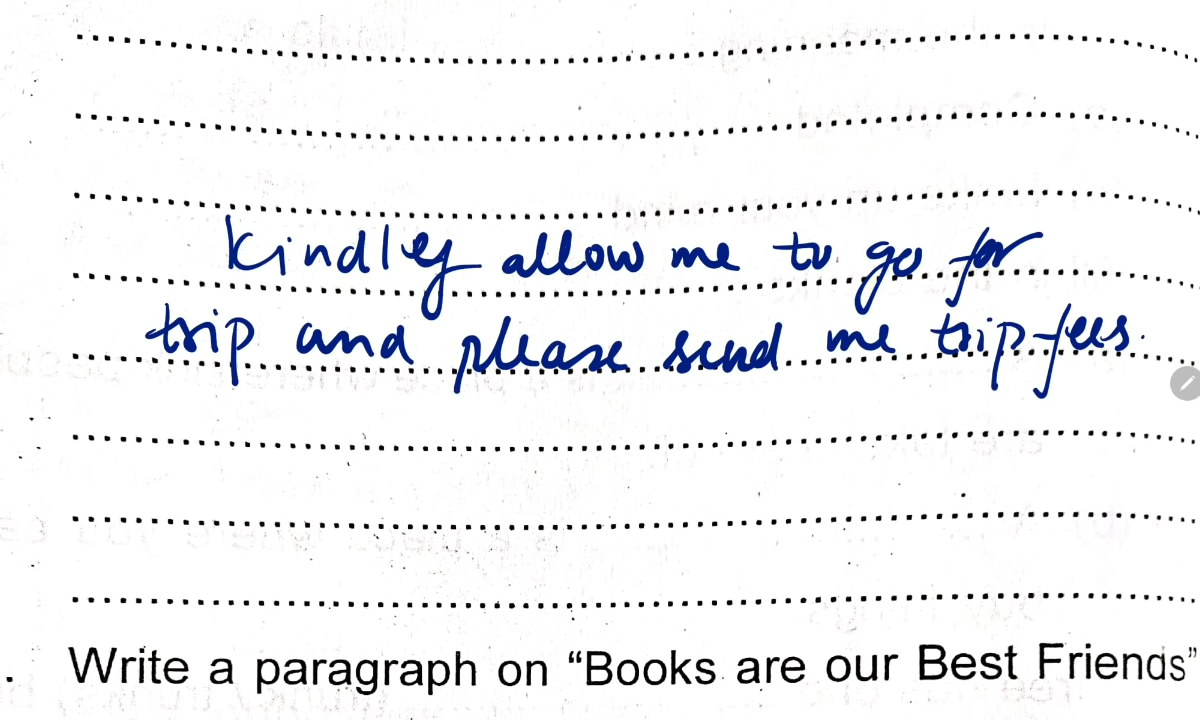 Kindley allow me to go for
trip and please send me trip fees.
. Write a paragraph on “Books are our Best Friends”